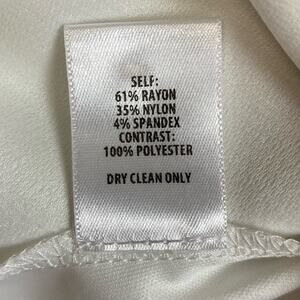 SELF:
61% RAYON
35% NYLON
4% SPANDEX
CONTRAST:
100% POLYESTER
DRY CLEAN ONLY